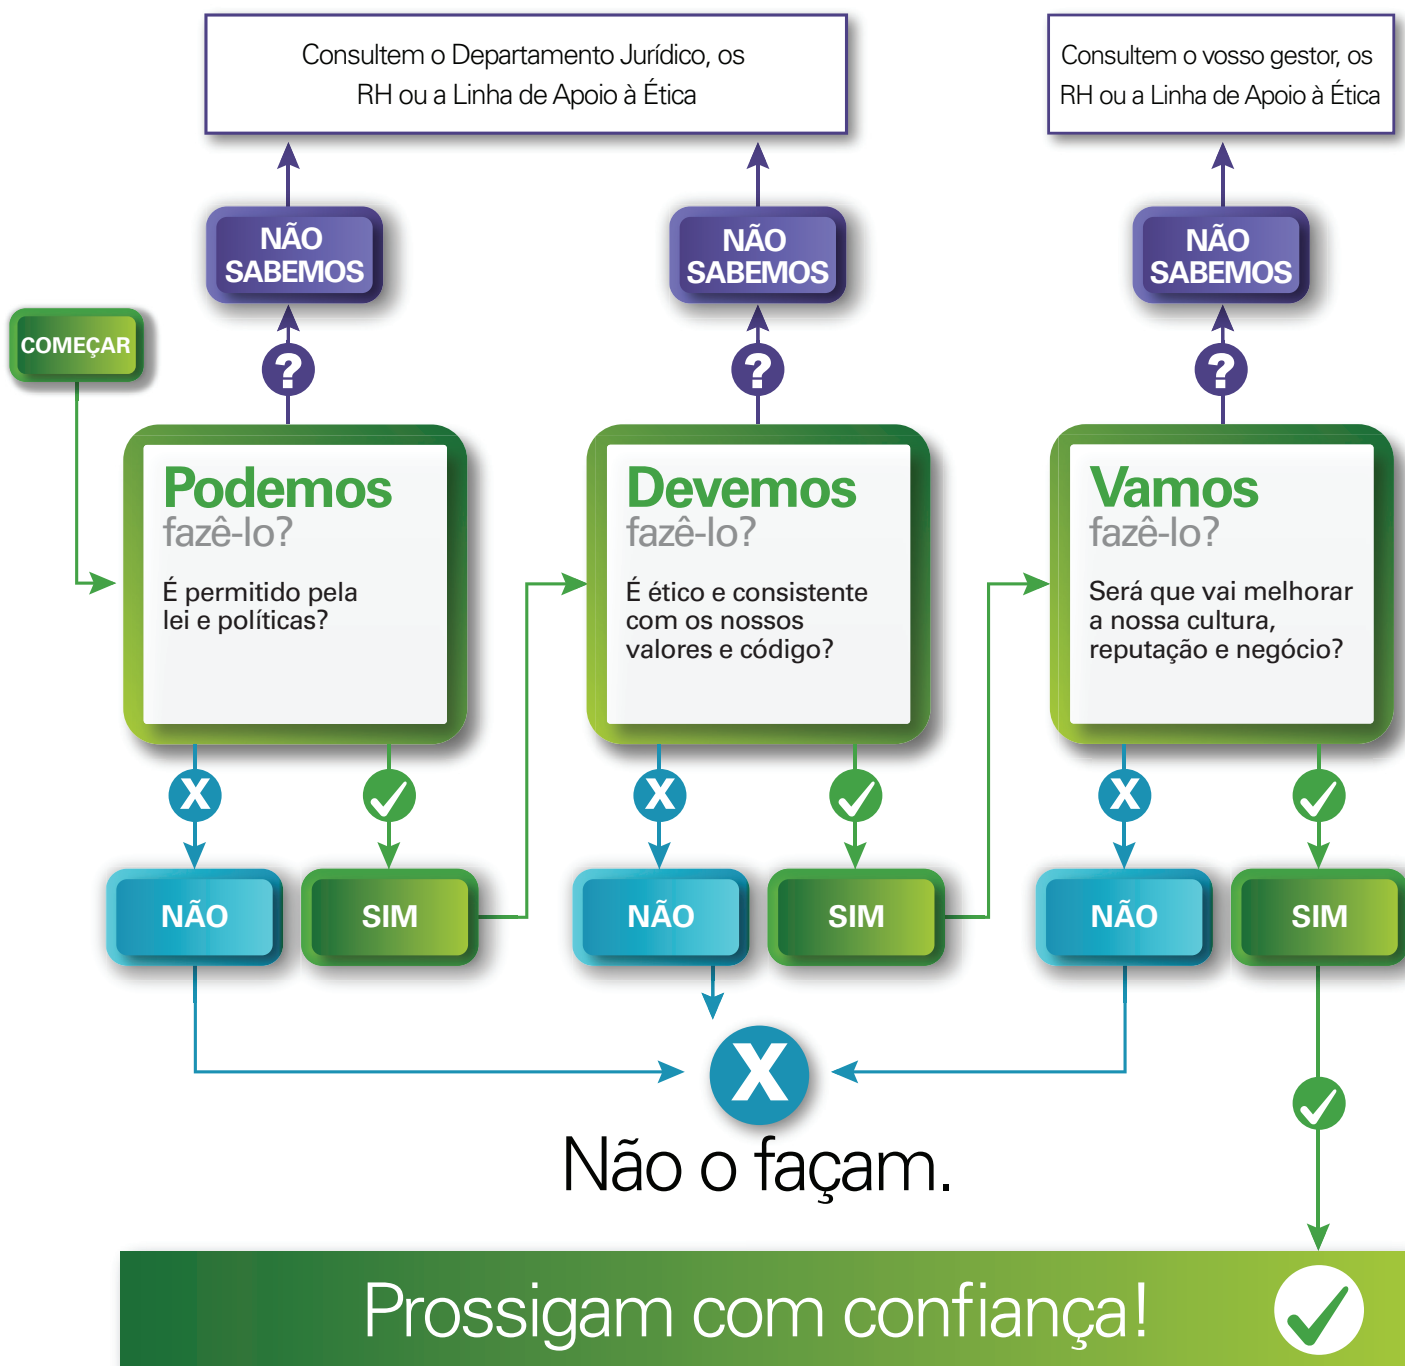 Consultem o Departamento Jurídico, os
RH ou a Linha de Apoio à Ética
Consultem o vosso gestor, os
RH ou a Linha de Apoio à Ética
NÃO
SABEMOS
NÃO
SABEMOS
NÃO
SABEMOS
COMEÇAR
?
?
?
Podemos
fazê-lo?
É permitido pela
lei e políticas?
Devemos
fazê-lo?
É ético e consistente
com os nossos
valores e código?
Vamos
fazê-lo?
Será que vai melhorar
a nossa cultura,
reputação e negócio?
X
X
X
NÃO
SIM
NÃO
SIM
NÃO
SIM
X
Não o façam.
Prossigam com confiança!